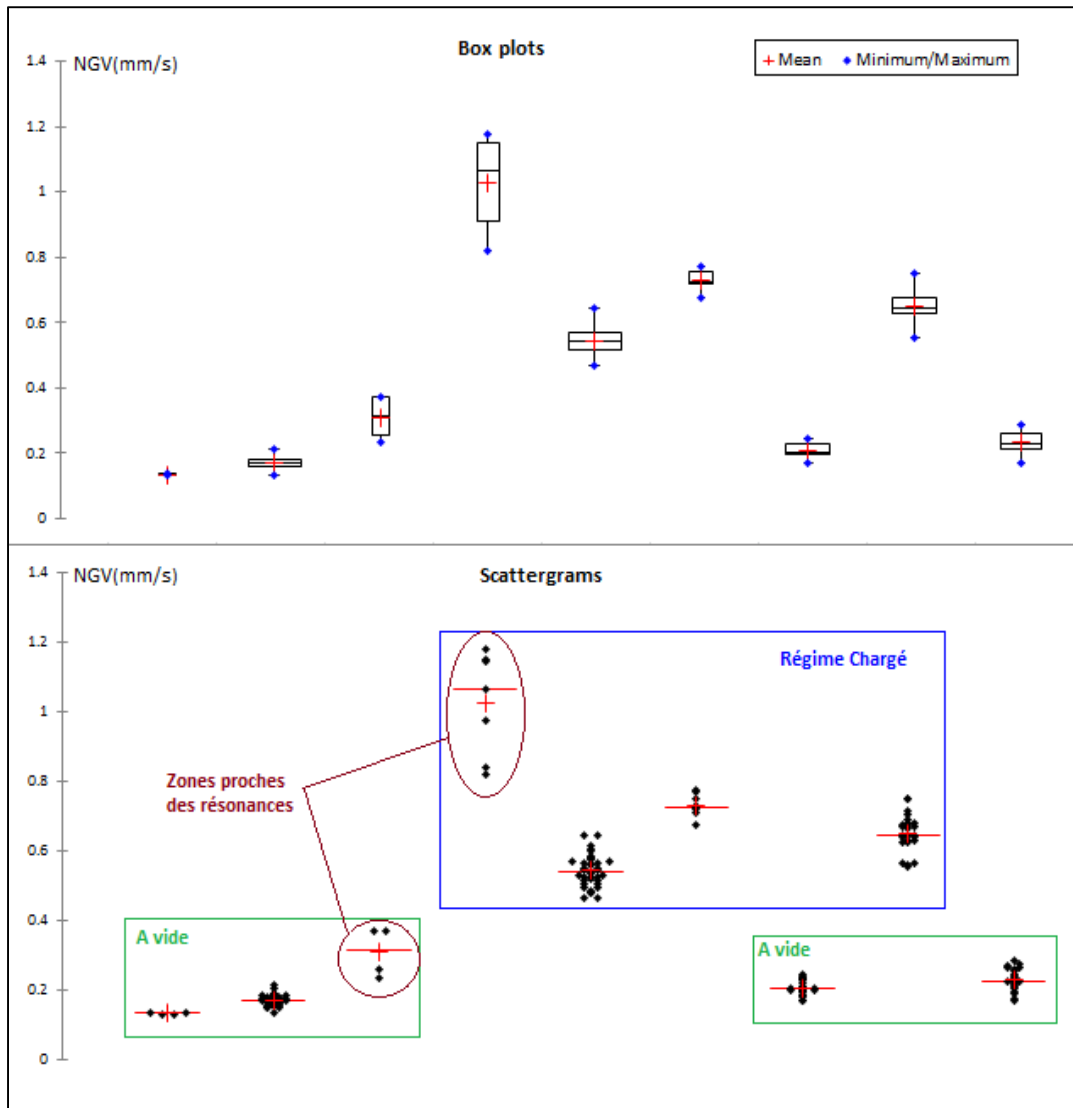 Box plots
NGV(mm/s)
Mean Minimum/Maximum
1.4
1.2
1
0.8
0.6
0.4
0.2
0
Scattergrams
NGV(mm/s)
1.4
1.2
1
0.8
0.6
0.4
0.2
0
Régime Chargé
Zones proches
des résonances
A vide
A vide